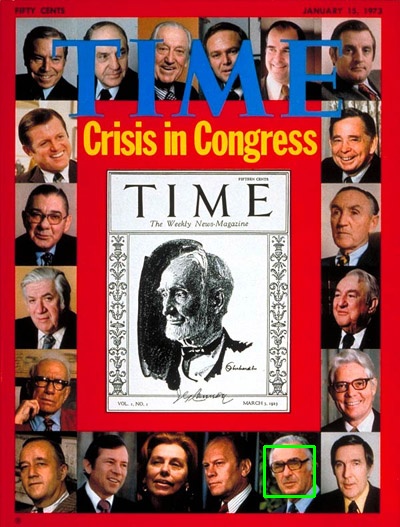 FIFTY CENTS
JANUARY 15, 1973
TIME
Crisis in Congress
FIFTEEN CENTS
TIME
The Weekly News-Magazine
VOL. 1, NO. 1
MARCH 3, 1923